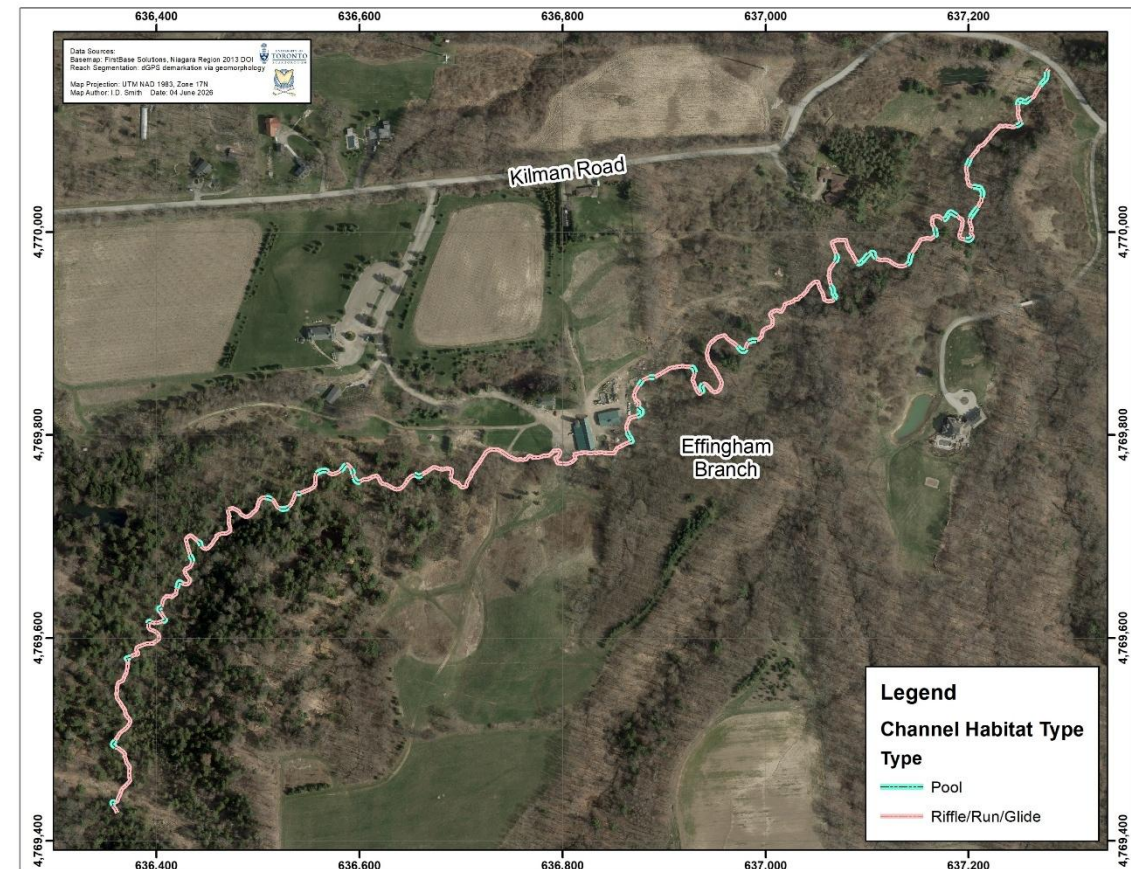 636,400 636,600 636,800 637,000 637,200
Data Sources:
Basemap: FirstBase Solutions, Niagara Region 2013 DOI
Reach Segmentation: dGPS demarkation via geomorphology
Map Projection: UTM NAD 1983, Zone 17N
Map Author: I.D. Smith Date: 04 June 2026
UNIVERSITY OF
TORONTO
Kilman Road
4,770,000 4,770,000
4,769,800 4,769,800
Effingham
Branch
4,769,600 4,769,600
Legend
Channel Habitat Type
Type
Pool
Riffle/Run/Glide
4,769,400 4,769,400
636,400 636,600 636,800 637,000 637,200